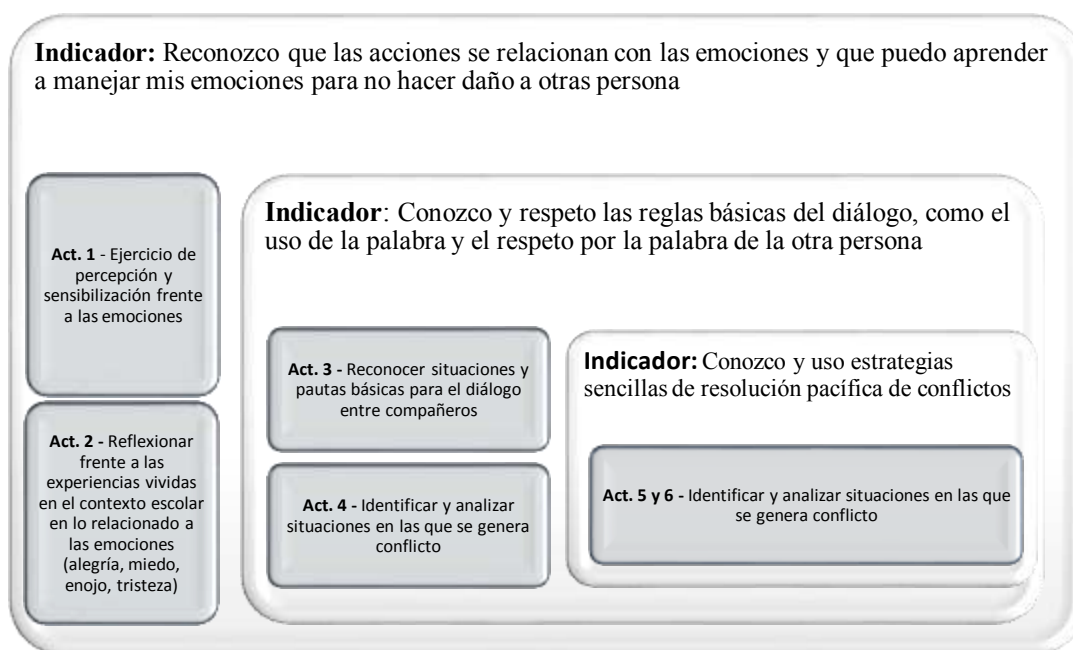 Indicador: Reconozco que las acciones se relacionan con las emociones y que puedo aprender
a manejar mis emociones para no hacer daño a otras persona
Act. 1 - Ejercicio de
percepción y
sensibilización frente
a las emociones
Act. 2 - Reflexionar
frente a las
experiencias vividas
en el contexto escolar
en lo relacionado a
las emociones
(alegría, miedo,
enojo, tristeza)
Indicador: Conozco y respeto las reglas básicas del diálogo, como el
uso de la palabra y el respeto por la palabra de la otra persona
Act. 3 - Reconocer situaciones y
pautas básicas para el diálogo
entre compañeros
Act. 4 - Identificar y analizar
situaciones en las que se genera
conflicto
Indicador: Conozco y uso estrategias
sencillas de resolución pacífica de conflictos
Act. 5 y 6 - Identificar y analizar situaciones en las que
se genera conflicto